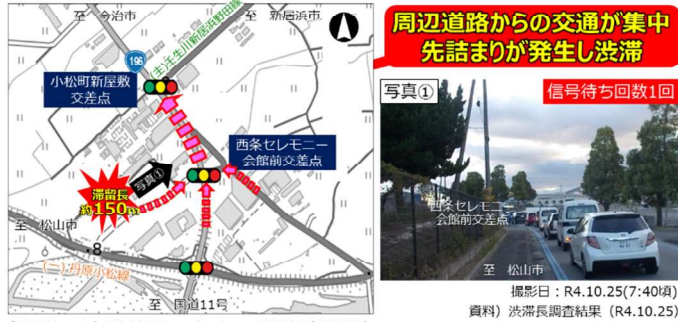 至 今治市
至 新居浜市
(主)壬生川新居浜野田線
196
小松町新屋敷
交差点
西条セレモニー
会館前交差点
写真①
滞留長
約150m
至 松山市
8
(一)丹原小松線
至 国道11号
周辺道路からの交通が集中
先詰まりが発生し渋滞
写真①
信号待ち回数1回
西条セレモニー
会館前交差点
至 松山市
撮影日:R4.10.25(7:40頃)
資料)渋滞長調査結果(R4.10.25)